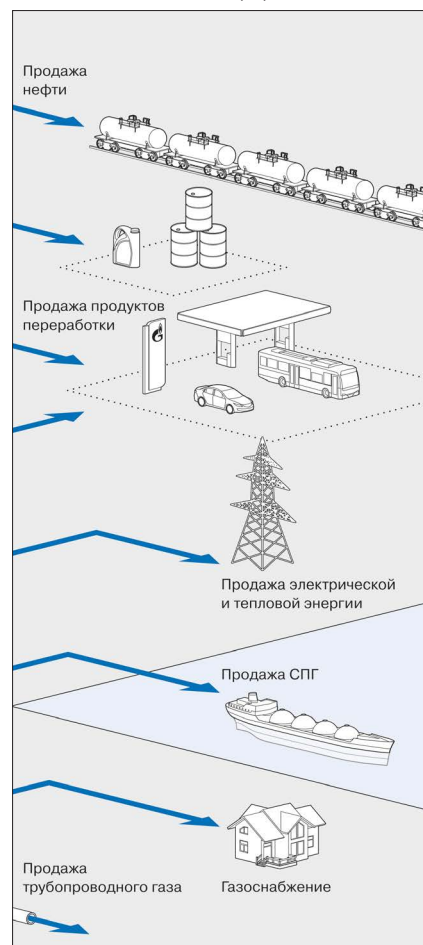 Продажа
нефти
Продажа продуктов
переработки
Продажа электрической
и тепловой энергии
Продажа СПГ
Продажа
трубопроводного газа
Газоснабжение